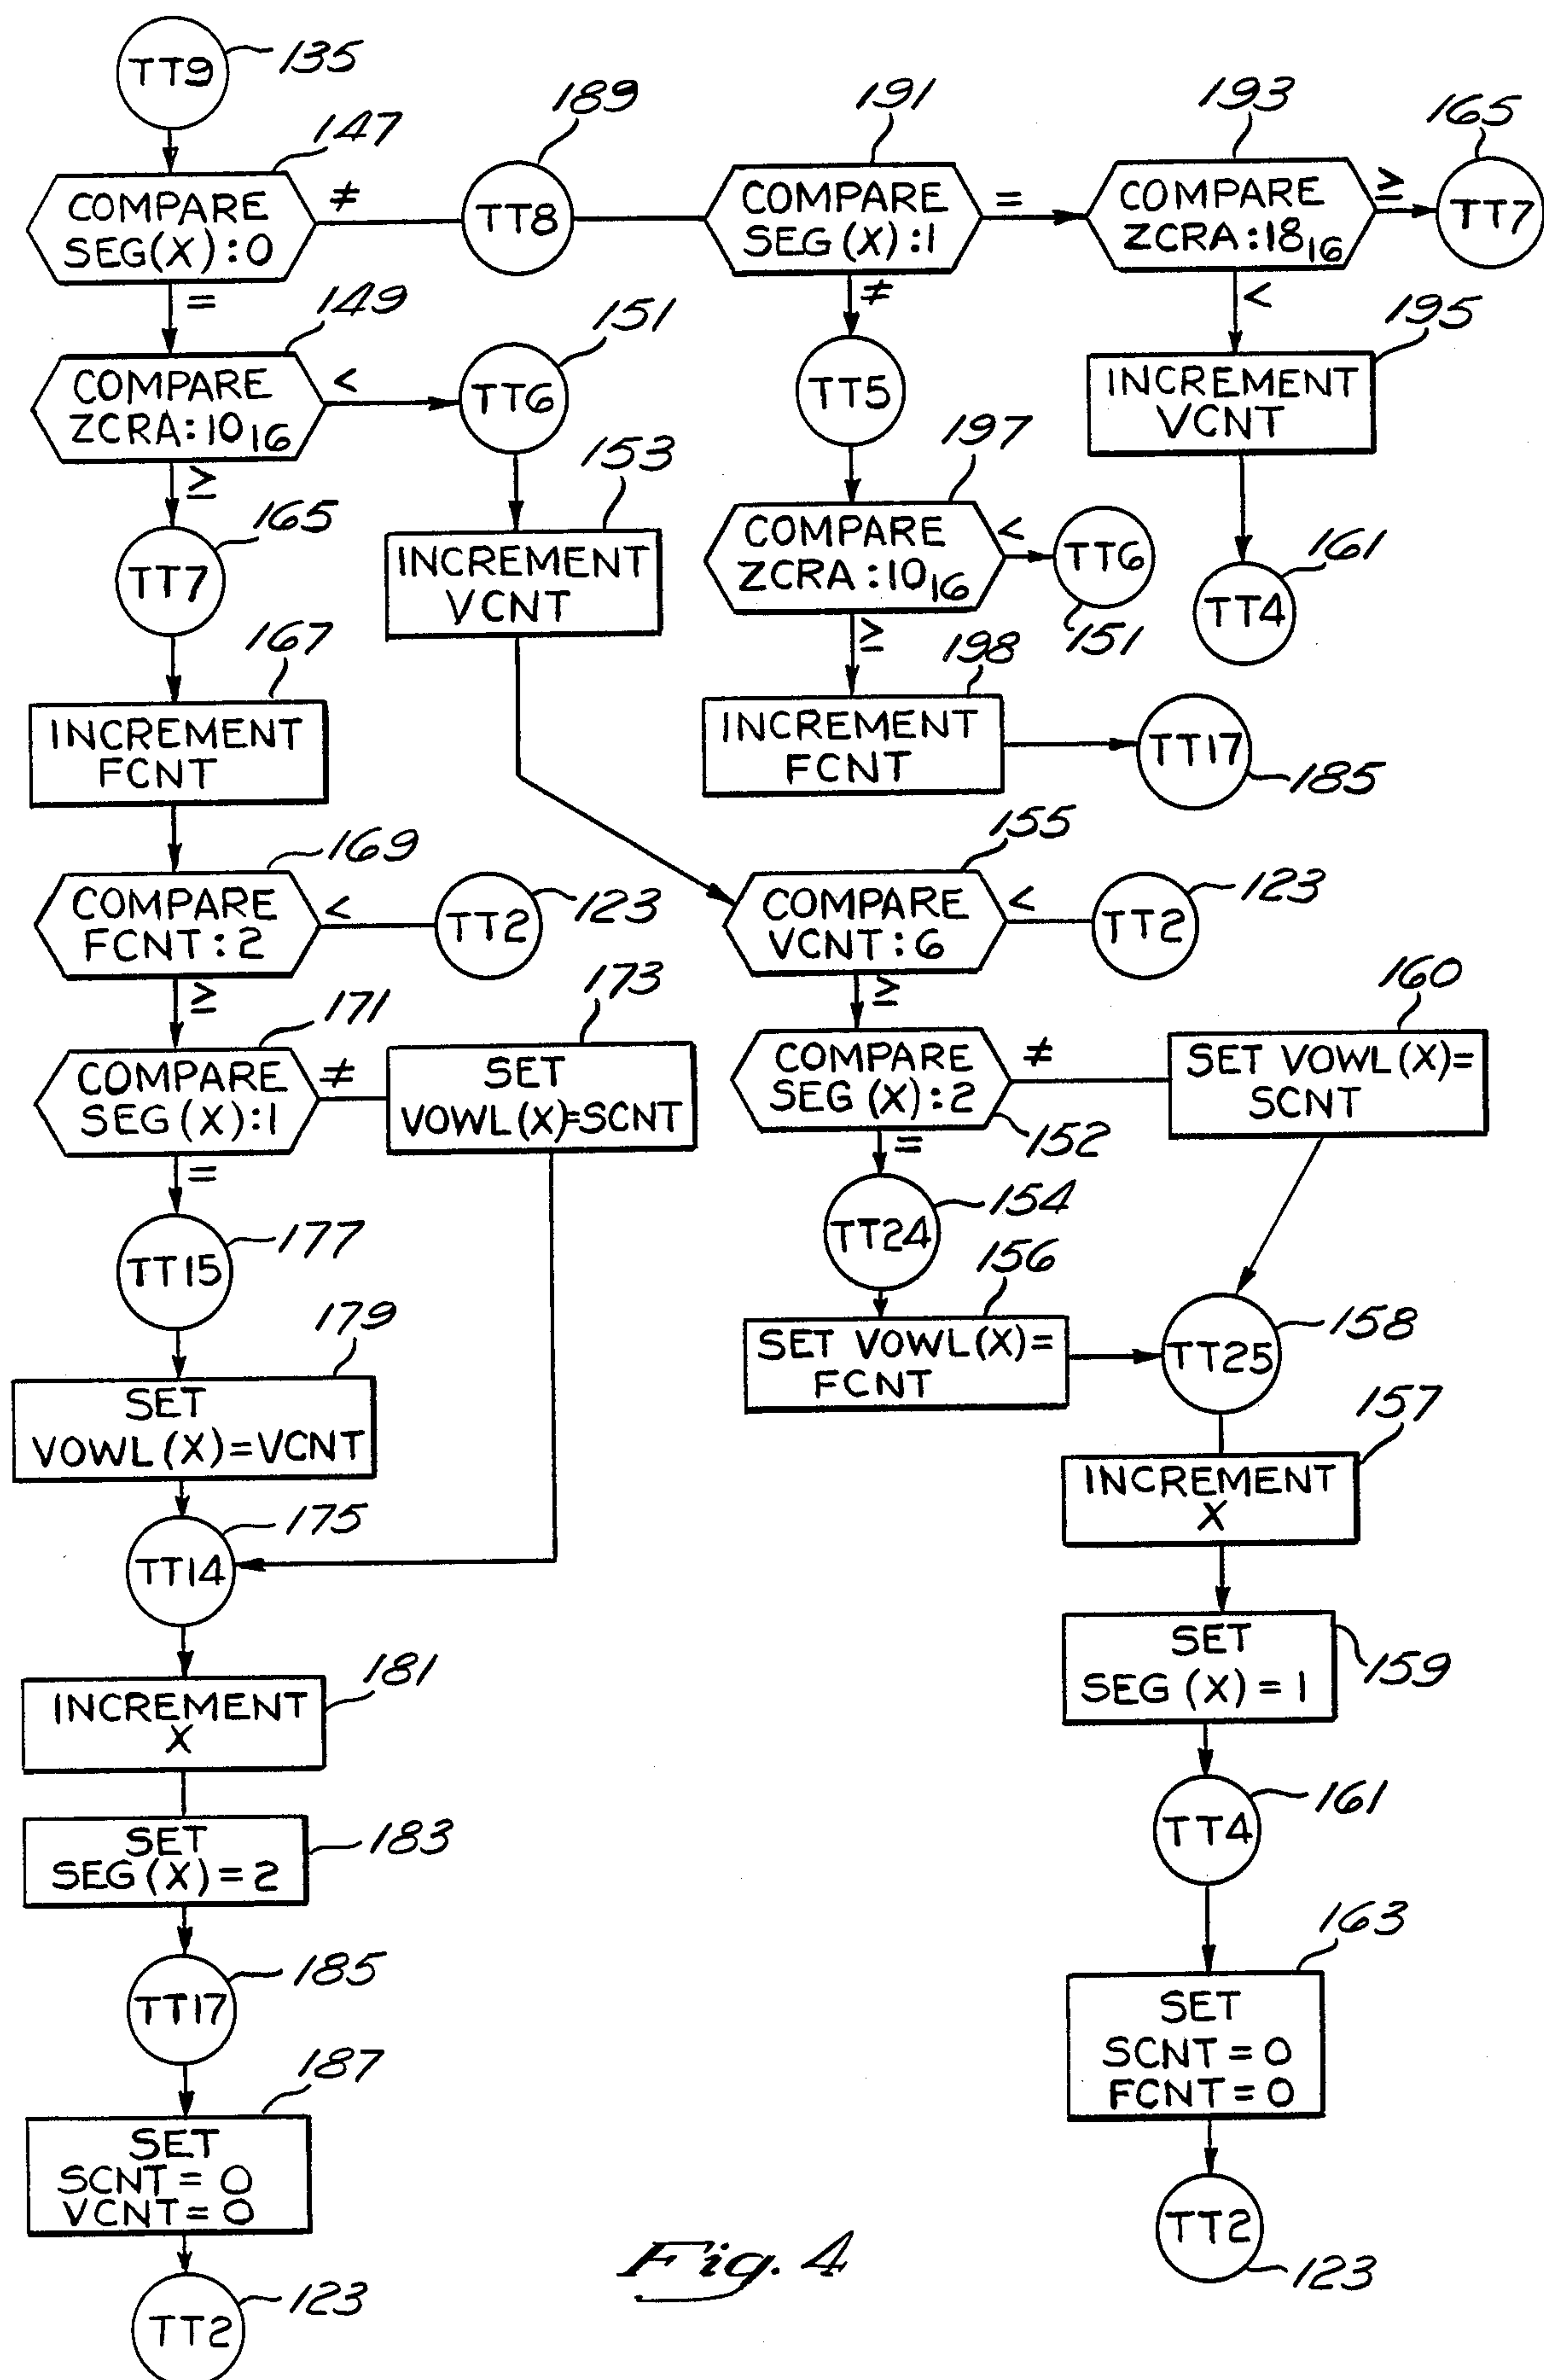 TT9
135
147
COMPARE
SEG(X):0
≠
189
TT8
191
COMPARE
SEG (X):1
=
193
COMPARE
ZCRA:18₁₆
≥
165
TT7
=
149
COMPARE
ZCRA:10₁₆
<
151
TT6
≠
TT5
<
195
INCREMENT
VCNT
≥
165
TT7
153
INCREMENT
VCNT
197
COMPARE
ZCRA:10₁₆
<
TT6
151
161
TT4
167
INCREMENT
FCNT
≥
198
INCREMENT
FCNT
TT17
185
169
COMPARE
FCNT:2
<
TT2
123
155
COMPARE
VCNT:6
<
TT2
123
≥
171
COMPARE
SEG(X):1
≠
173
SET
VOWL(X)=SCNT
≥
COMPARE
SEG (X):2
152
≠
160
SET VOWL(X)=
SCNT
=
TT15
177
=
TT24
154
156
SET VOWL(X)=
FCNT
TT25
158
179
SET
VOWL(X)=VCNT
157
INCREMENT
X
TT14
175
SET
SEG (X) = 1
159
181
INCREMENT
X
TT4
161
SET
SEG(X)=2
183
163
SET
SCNT = 0
FCNT = 0
TT17
185
187
SET
SCNT = 0
VCNT = 0
TT2
123
TT2
123
Fig. 4